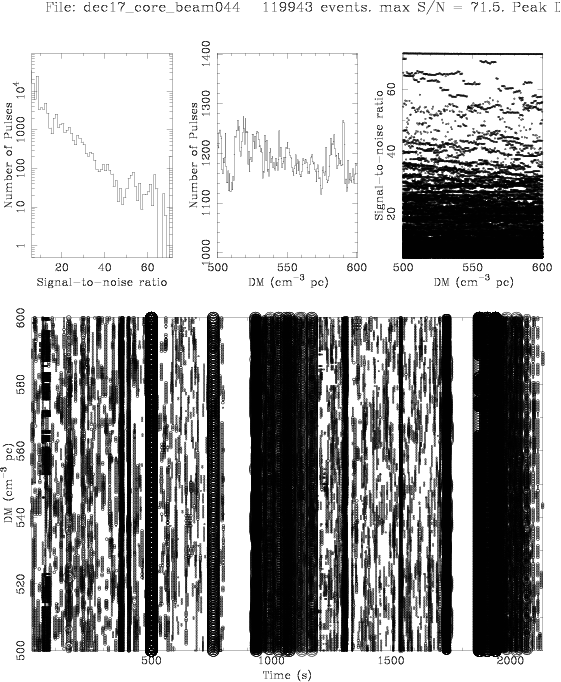 File: dec17_core_beam044 119943 events. max S/N = 71.5. Peak D
Number of Pulses
1 10 100 1000 10^4
20 40 60
Signal-to-noise ratio
Number of Pulses
1000 1100 1200 1300 1400
500 550 600
DM (cm^-3 pc)
Signal-to-noise ratio
20 40 60
500 550 600
DM (cm^-3 pc)
DM (cm^-3 pc)
500 520 540 560 580 600
500 1000 1500 2000
Time (s)